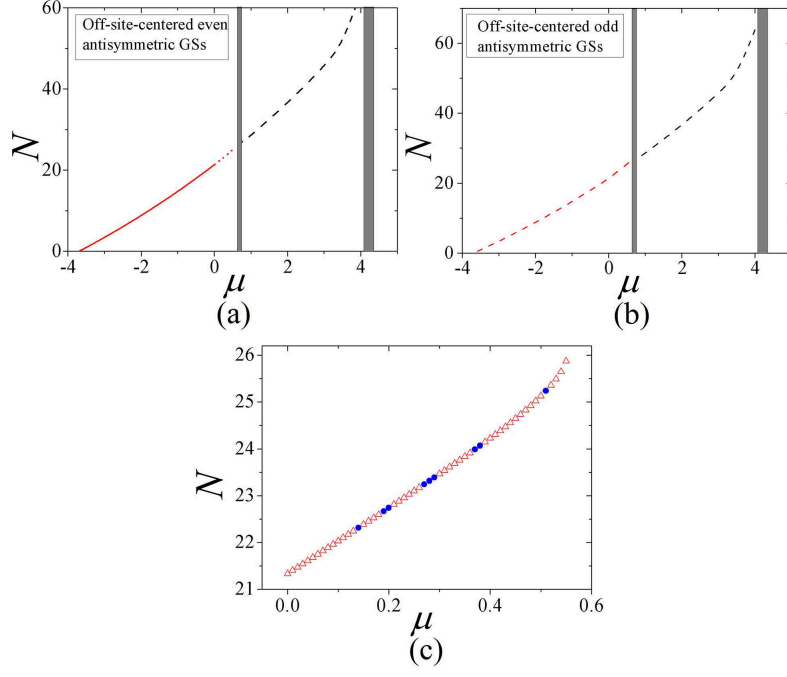 Off-site-centered even
antisymmetric GSs
N
60
40
20
0
-4 -2 0 2 4
μ
(a)
Off-site-centered odd
antisymmetric GSs
N
60
40
20
0
-4 -2 0 2 4
μ
(b)
N
26
25
24
23
22
21
0.0 0.2 0.4 0.6
μ
(c)